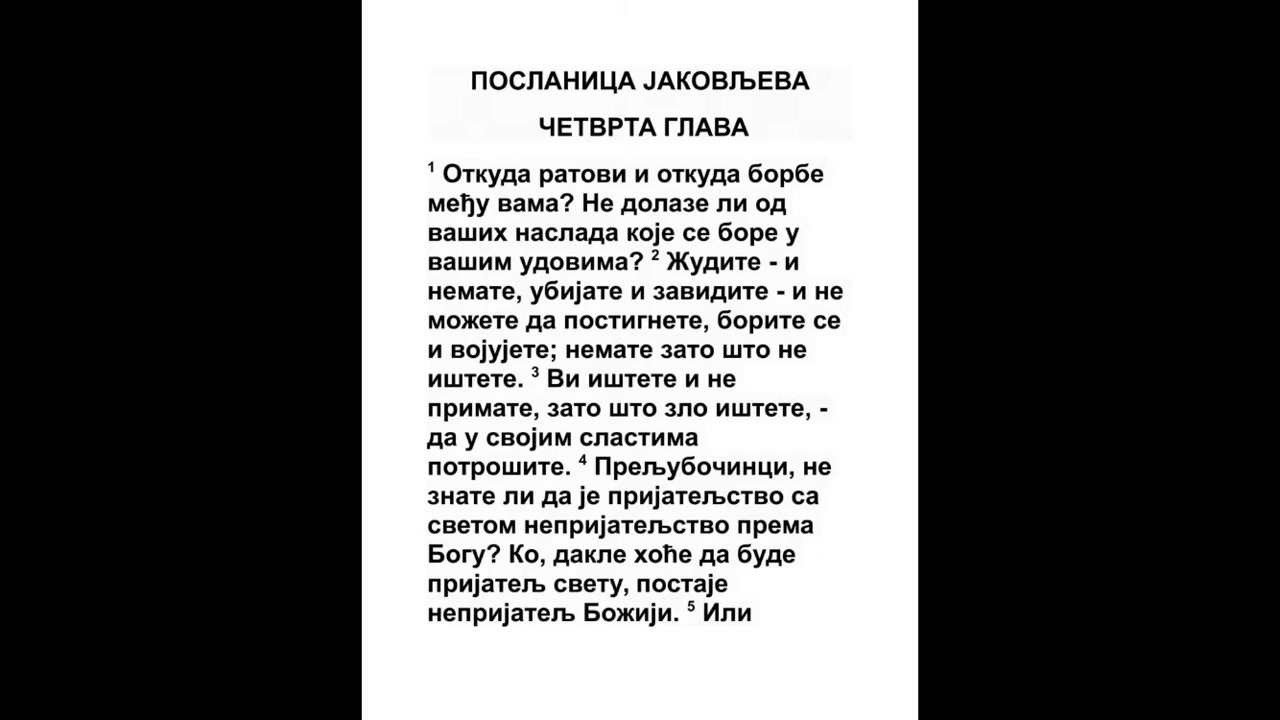 ПОСЛАНИЦА ЈАКОВЉЕВА
ЧЕТВРТА ГЛАВА
¹ Откуда ратови и откуда борбе
међу вама? Не долазе ли од
ваших наслада које се боре у
вашим удовима? ² Жудите - и
немате, убијате и завидите - и не
можете да постигнете, борите се
и војујете; немате зато што не
иштете. ³ Ви иштете и не
примате, зато што зло иштете, -
да у својим сластима
потрошите. ⁴ Прељубочинци, не
знате ли да је пријатељство са
светом непријатељство према
Богу? Ко, дакле хоће да буде
пријатељ свету, постаје
непријатељ Божији. ⁵ Или